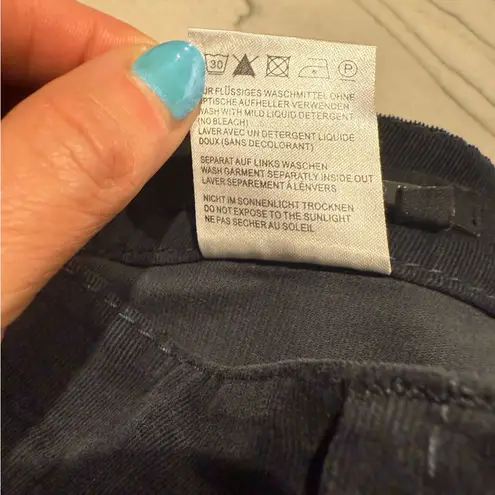 30 P
UR FLÜSSIGES WASCHMITTEL OHNE
OPTISCHE AUFHELLER VERWENDEN
WASH WITH MILD LIQUID DETERGENT
(NO BLEACH)
LAVER AVEC UN DETERGENT LIQUIDE
DOUX (SANS DECOLORANT)
SEPARAT AUF LINKS WASCHEN
WASH GARMENT SEPARATELY INSIDE OUT
LAVER SEPAREMENT À L'ENVERS
NICHT IM SONNENLICHT TROCKNEN
DO NOT EXPOSE TO THE SUNLIGHT
NE PAS SECHER AU SOLEIL